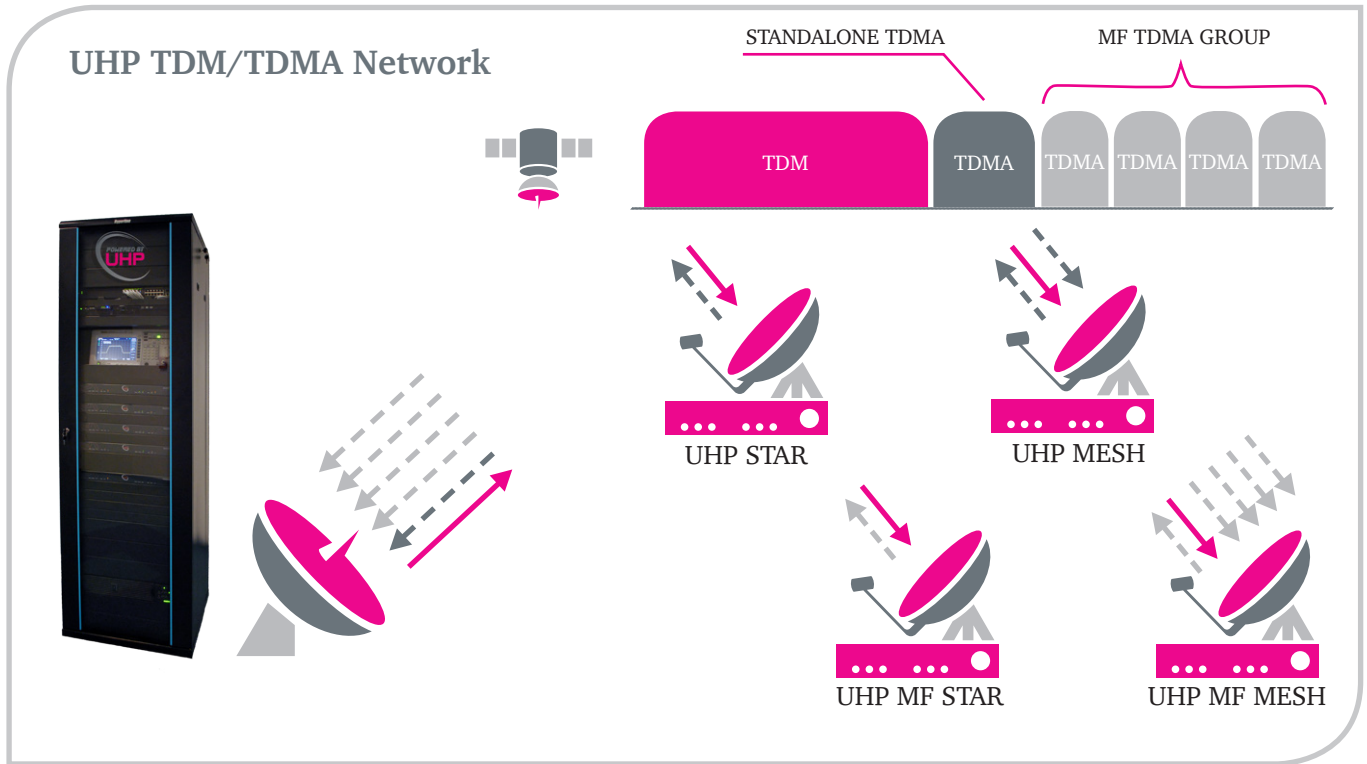 UHP TDM/TDMA Network
STANDALONE TDMA
MF TDMA GROUP
TDM
TDMA
TDMA
TDMA
TDMA
TDMA
POWERED BY
UHP
UHP STAR
UHP MESH
UHP MF STAR
UHP MF MESH